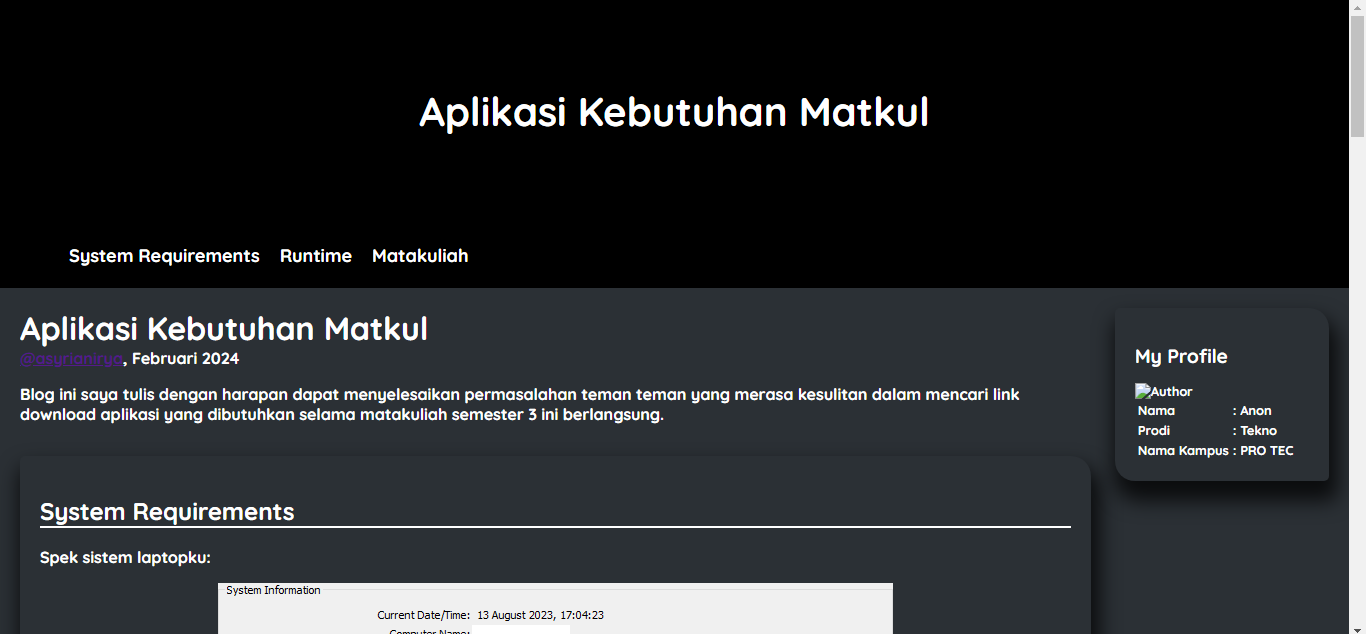 Aplikasi Kebutuhan Matkul
System Requirements Runtime Matakuliah
Aplikasi Kebutuhan Matkul
@asyrianirya, Februari 2024
Blog ini saya tulis dengan harapan dapat menyelesaikan permasalahan teman teman yang merasa kesulitan dalam mencari link
download aplikasi yang dibutuhkan selama matakuliah semester 3 ini berlangsung.
System Requirements
Spek sistem laptopku:
System Information
Current Date/Time: 13 August 2023, 17:04:23
Computer Name:
My Profile
Author
Nama : Anon
Prodi : Tekno
Nama Kampus : PRO TEC